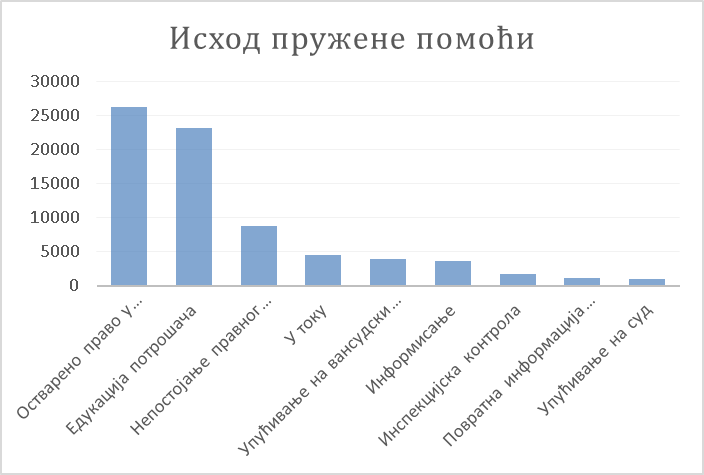 Исход пружене помоћи
30000
25000
20000
15000
10000
5000
0
Остварено право у...
Едукација потрошача
Непостојање правног...
У току
Упућивање на вансудски...
Информисање
Инспекцијска контрола
Повратна информација...
Упућивање на суд